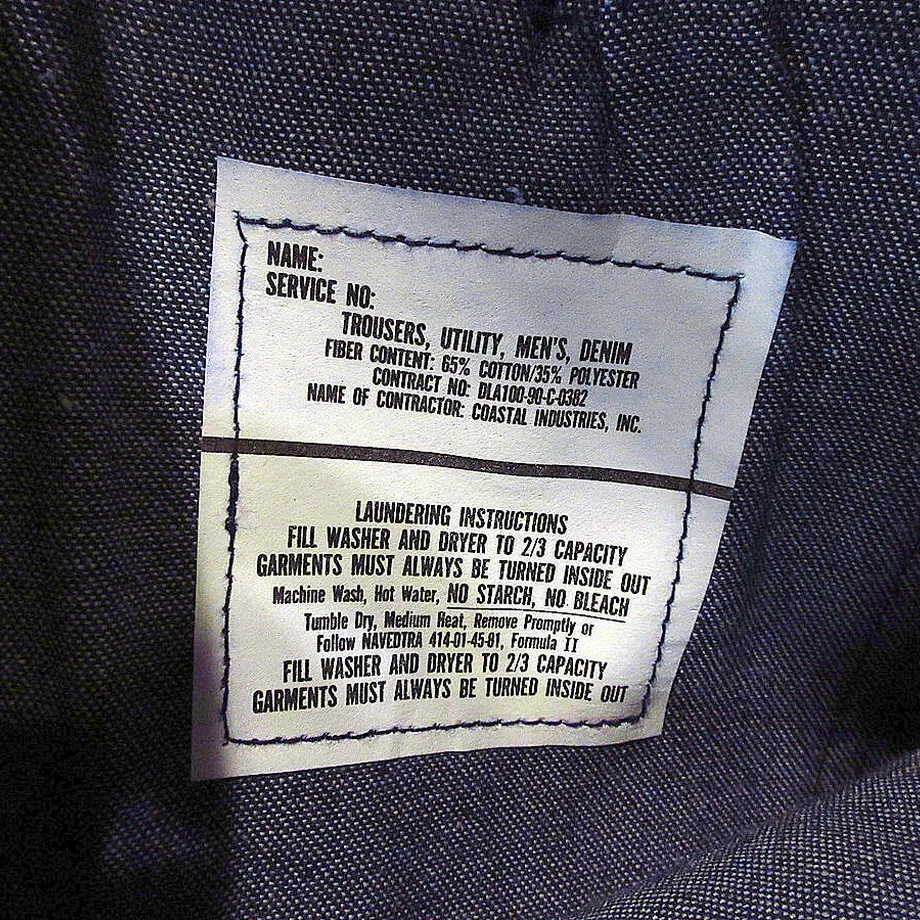 NAME:
SERVICE NO:
TROUSERS, UTILITY, MEN'S, DENIM
FIBER CONTENT: 65% COTTON/35% POLYESTER
CONTRACT NO: DLA100-90-C-0382
NAME OF CONTRACTOR: COASTAL INDUSTRIES, INC.
LAUNDERING INSTRUCTIONS
FILL WASHER AND DRYER TO 2/3 CAPACITY
GARMENTS MUST ALWAYS BE TURNED INSIDE OUT
Machine Wash, Hot Water, NO STARCH, NO BLEACH
Tumble Dry, Medium Heat, Remove Promptly or
Follow NAVEDTRA 414-01-45-81, Formula II
FILL WASHER AND DRYER TO 2/3 CAPACITY
GARMENTS MUST ALWAYS BE TURNED INSIDE OUT